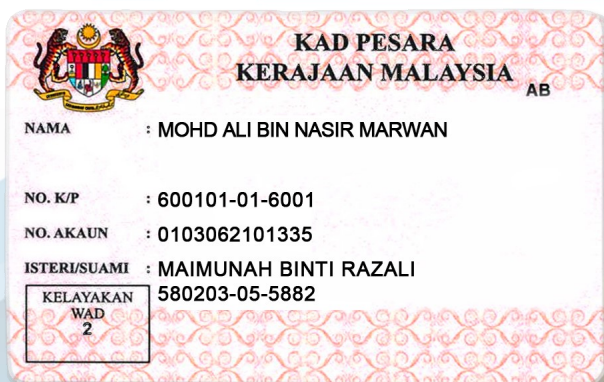 KAD PESARA
KERAJAAN MALAYSIA
AB
NAMA : MOHD ALI BIN NASIR MARWAN
NO. K/P : 600101-01-6001
NO. AKAUN : 0103062101335
ISTERI/SUAMI : MAIMUNAH BINTI RAZALI
580203-05-5882
KELAYAKAN
WAD
2